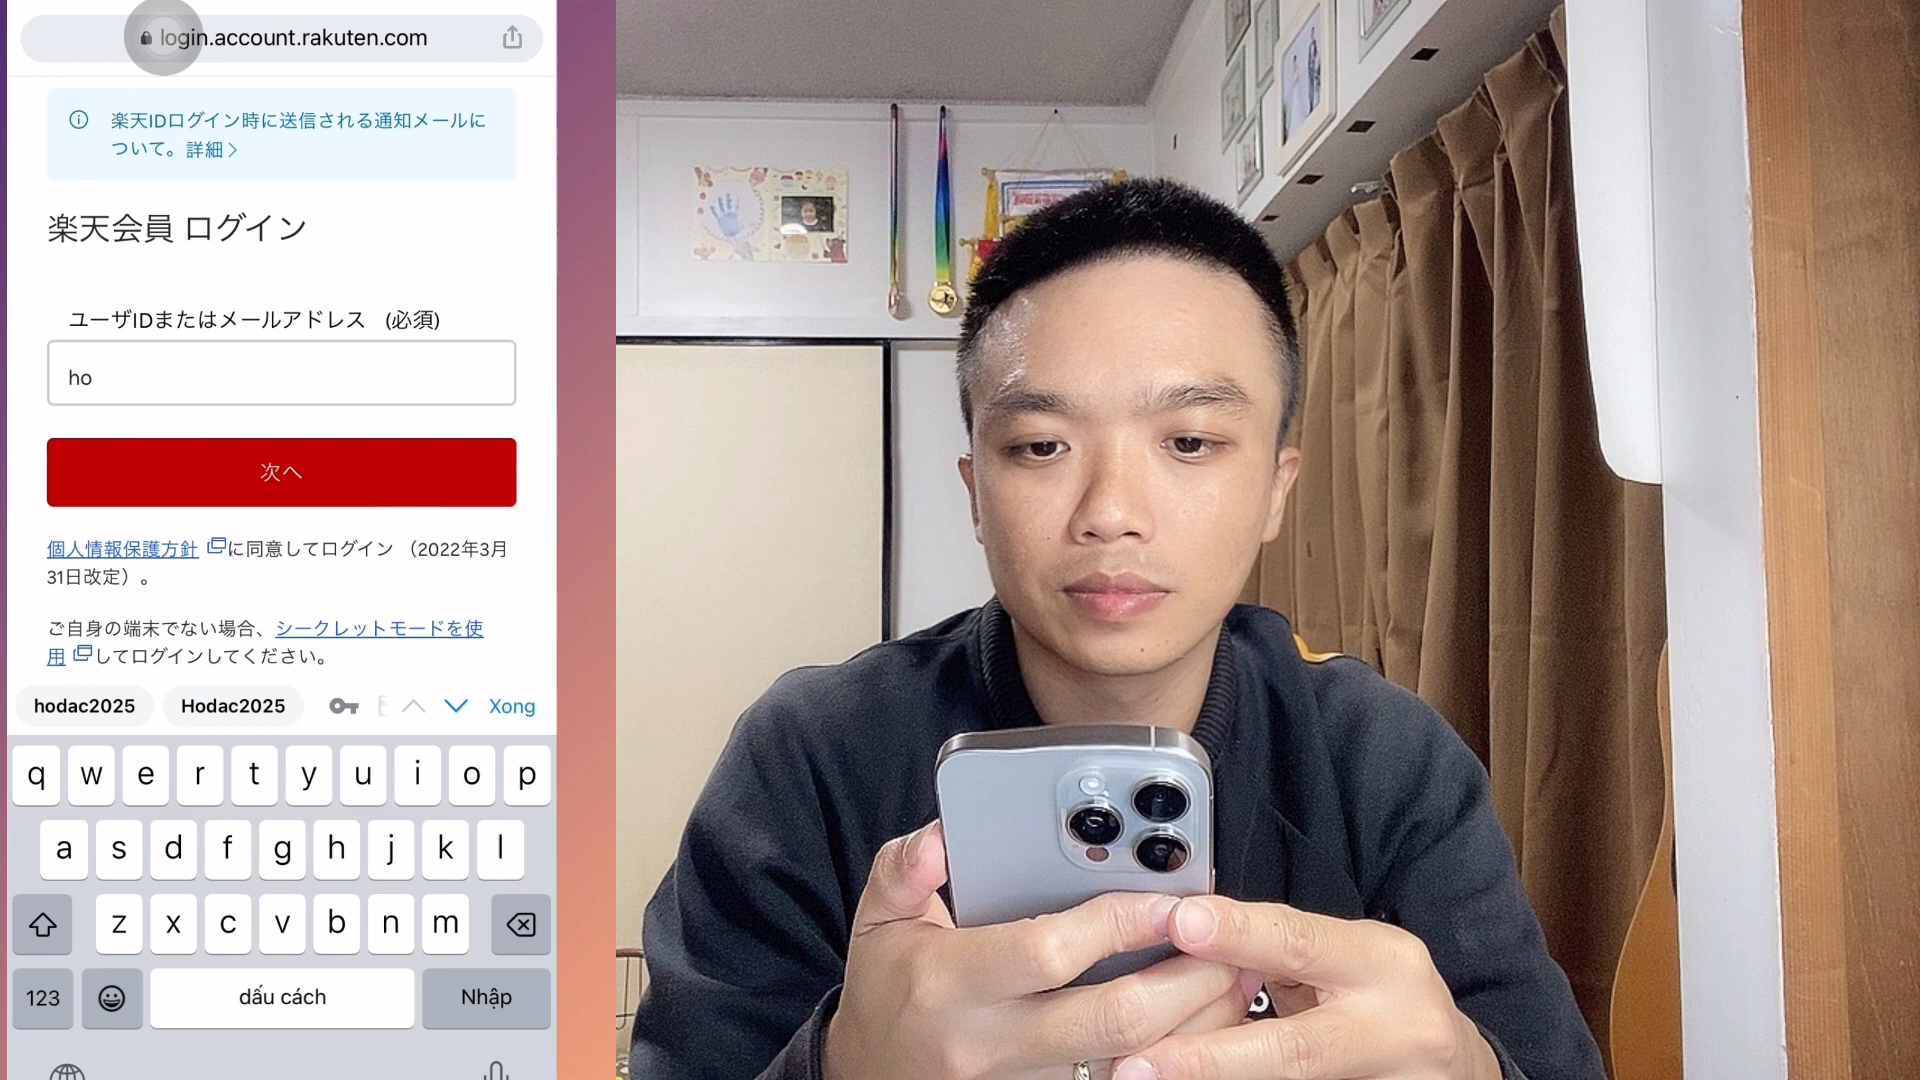 login.account.rakuten.com
楽天IDログイン時に送信される通知メールに
ついて。詳細
楽天会員 ログイン
ユーザIDまたはメールアドレス (必須)
ho
次へ
個人情報保護方針 に同意してログイン （2022年3月
31日改定）。
ご自身の端末でない場合、シークレットモードを使
用 してログインしてください。
hodac2025 Hodac2025 Xong
q w e r t y u i o p
a s d f g h j k l
z x c v b n m
123 dấu cách Nhập